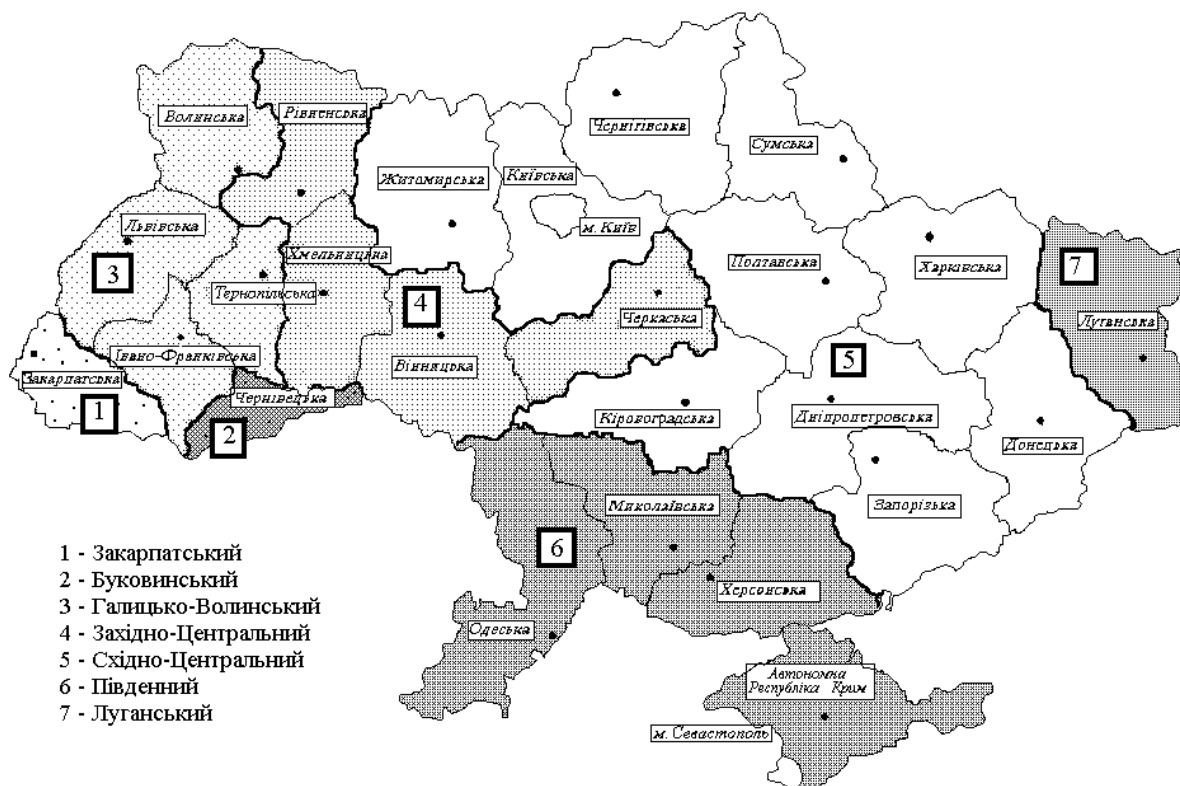 Волинська
Рівненська
Чернігівська
Сумська
Житомирська
Київська
м. Київ
Львівська
Хмельницька
Тернопільська
Полтавська
Харківська
3
7
4
Черкаська
Луганська
Івано-Франківська
Вінницька
5
Закарпатська
Чернівецька
1
2
Кіровоградська
Дніпропетровська
Донецька
Миколаївська
Запорізька
6
Херсонська
Одеська
Автономна
Республіка Крим
м. Севастополь
1 - Закарпатський
2 - Буковинський
3 - Галицько-Волинський
4 - Західно-Центральний
5 - Східно-Центральний
6 - Південний
7 - Луганський